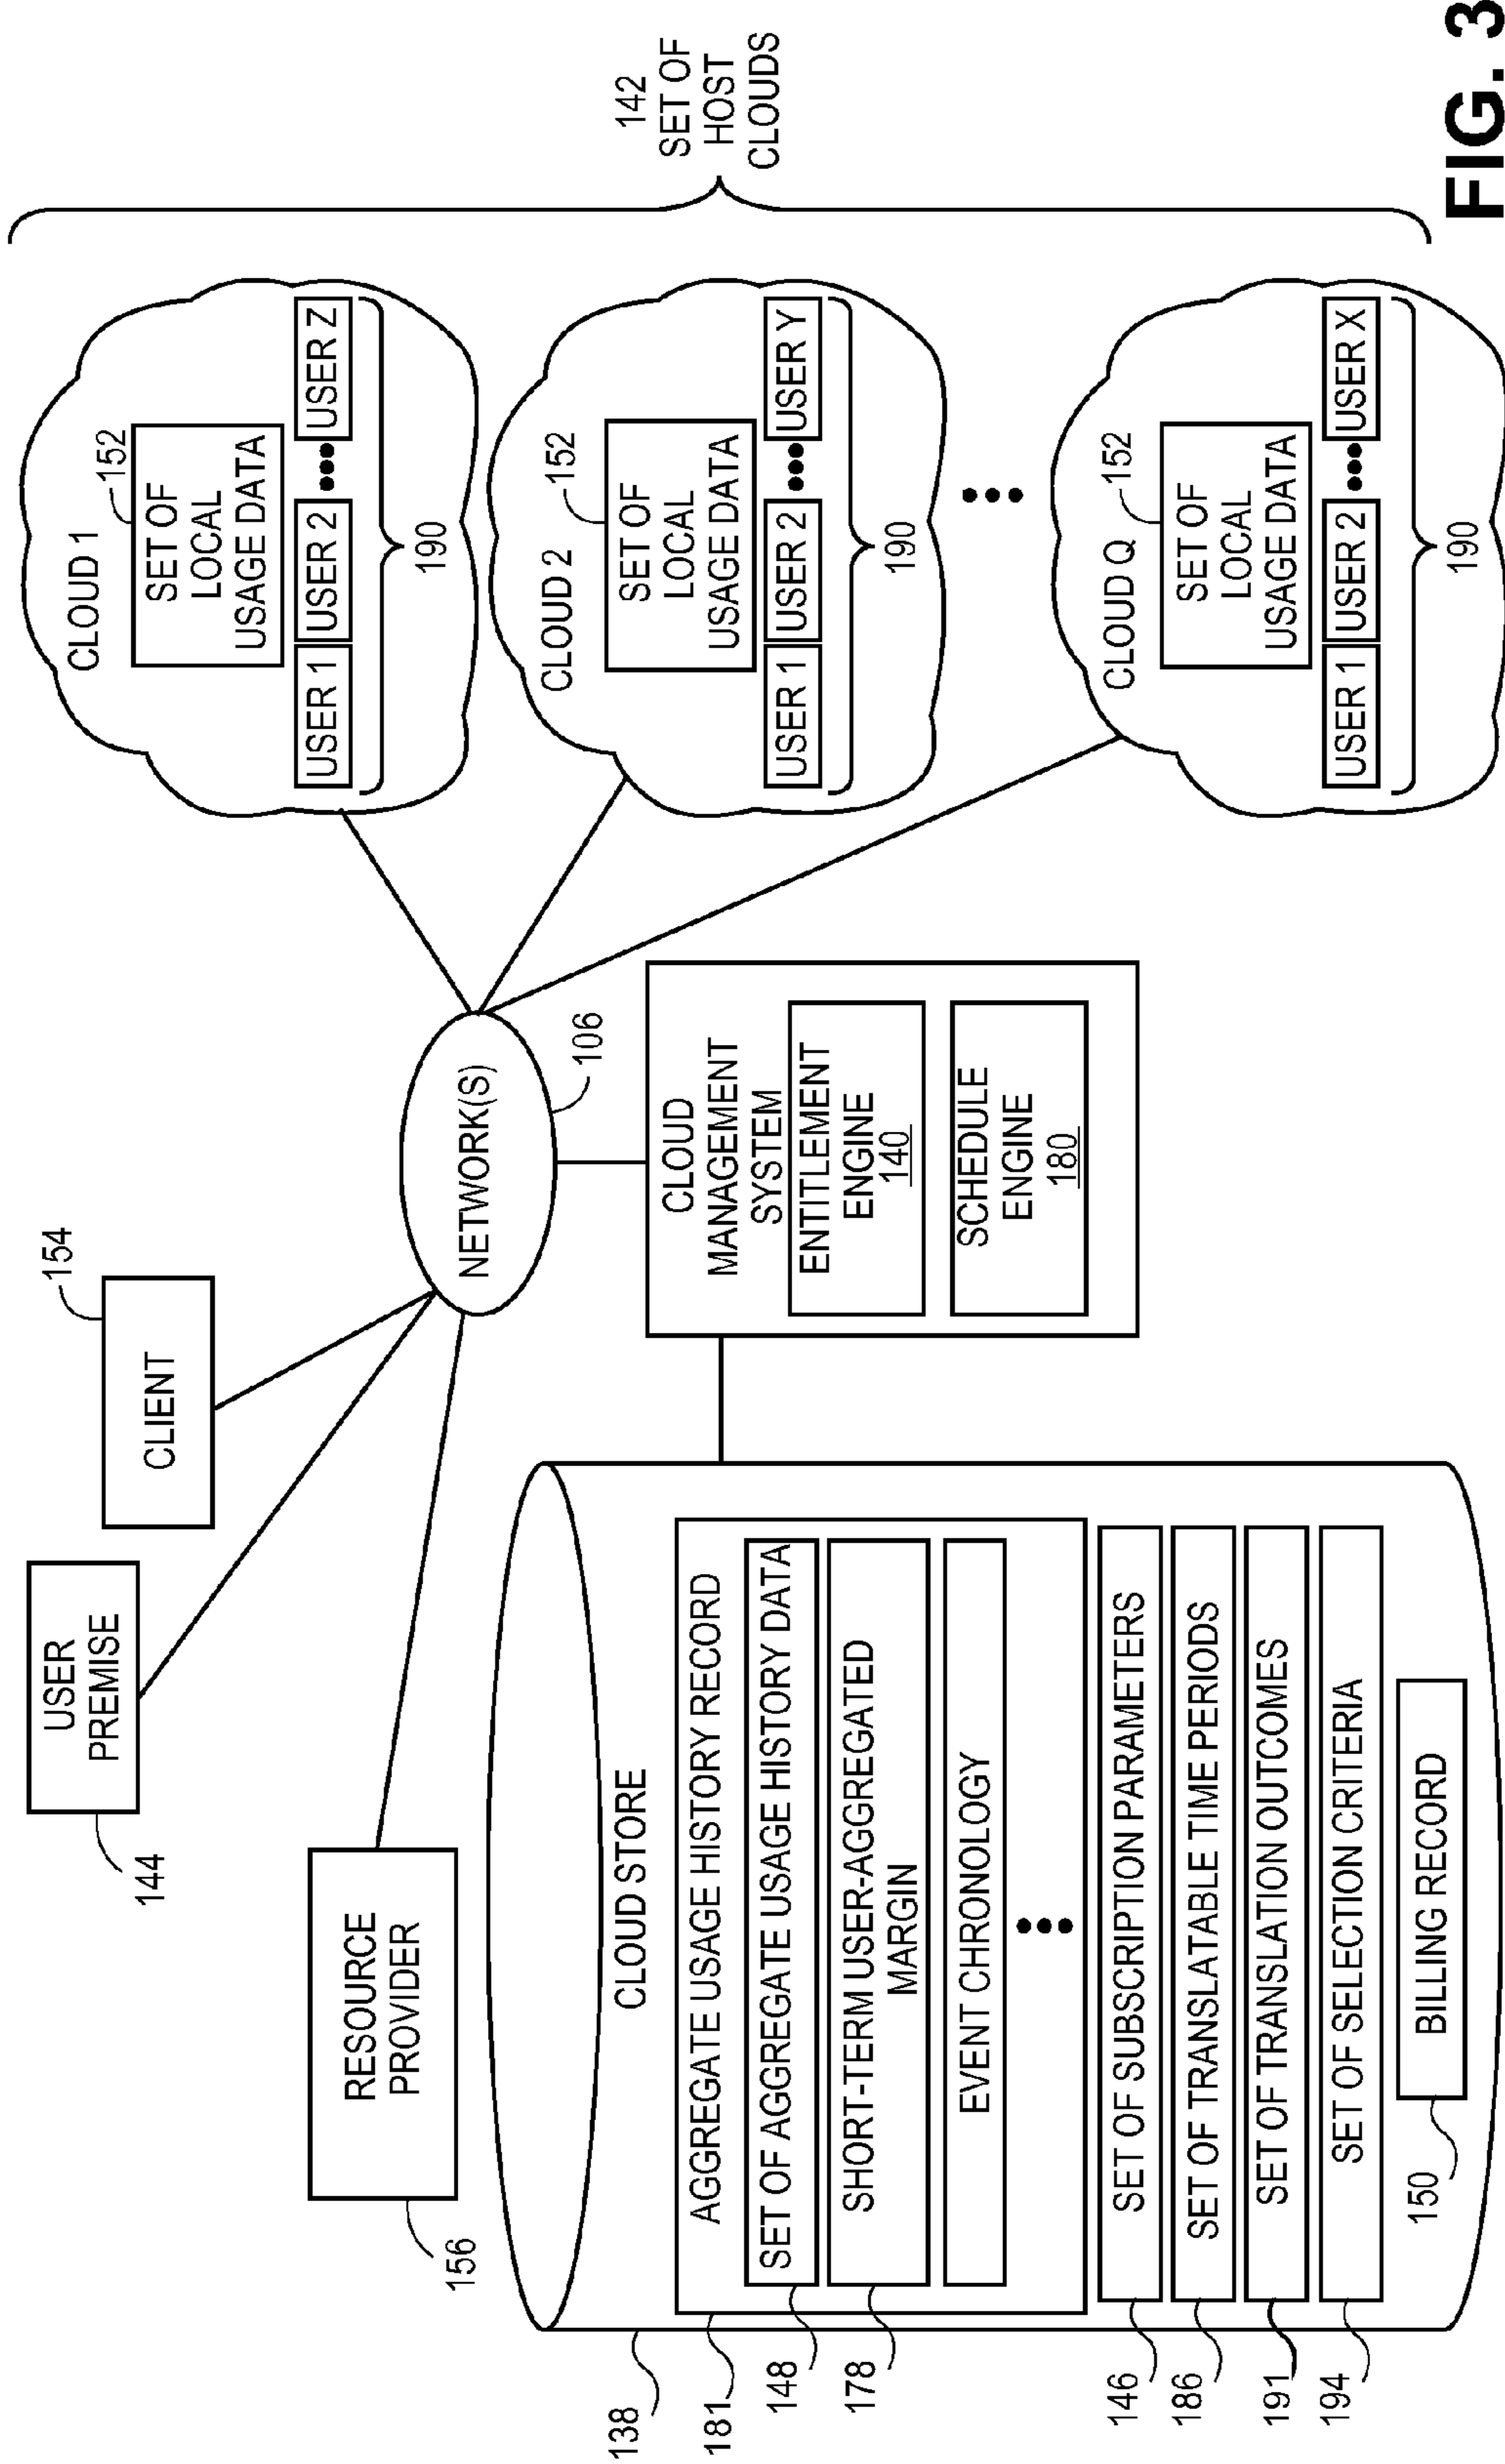 144
USER
PREMISE
154
CLIENT
156
RESOURCE
PROVIDER
NETWORK(S)
106
CLOUD
MANAGEMENT
SYSTEM
ENTITLEMENT
ENGINE
140
SCHEDULE
ENGINE
180
138
CLOUD STORE
181
AGGREGATE USAGE HISTORY RECORD
148
SET OF AGGREGATE USAGE HISTORY DATA
178
SHORT-TERM USER-AGGREGATED
MARGIN
EVENT CHRONOLOGY
146
SET OF SUBSCRIPTION PARAMETERS
186
SET OF TRANSLATABLE TIME PERIODS
191
SET OF TRANSLATION OUTCOMES
194
SET OF SELECTION CRITERIA
150
BILLING RECORD
CLOUD 1
152
SET OF
LOCAL
USAGE DATA
USER 1 USER 2 ••• USER Z
190
CLOUD 2
152
SET OF
LOCAL
USAGE DATA
USER 1 USER 2 ••• USER Y
190
CLOUD Q
152
SET OF
LOCAL
USAGE DATA
USER 1 USER 2 ••• USER X
190
142
SET OF
HOST
CLOUDS
FIG. 3